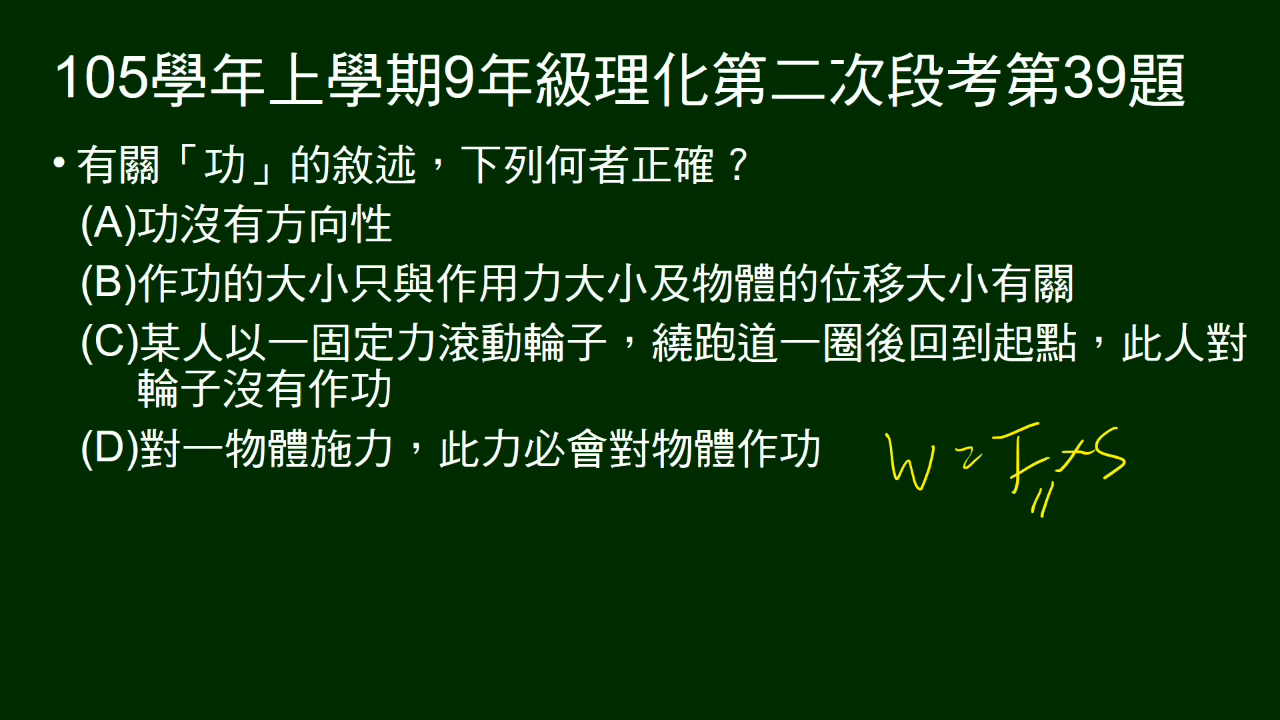 105學年上學期9年級理化第二次段考第39題
• 有關「功」的敘述，下列何者正確？
(A)功沒有方向性
(B)作功的大小只與作用力大小及物體的位移大小有關
(C)某人以一固定力滾動輪子，繞跑道一圈後回到起點，此人對
輪子沒有作功
(D)對一物體施力，此力必會對物體作功
W = F∥ × S